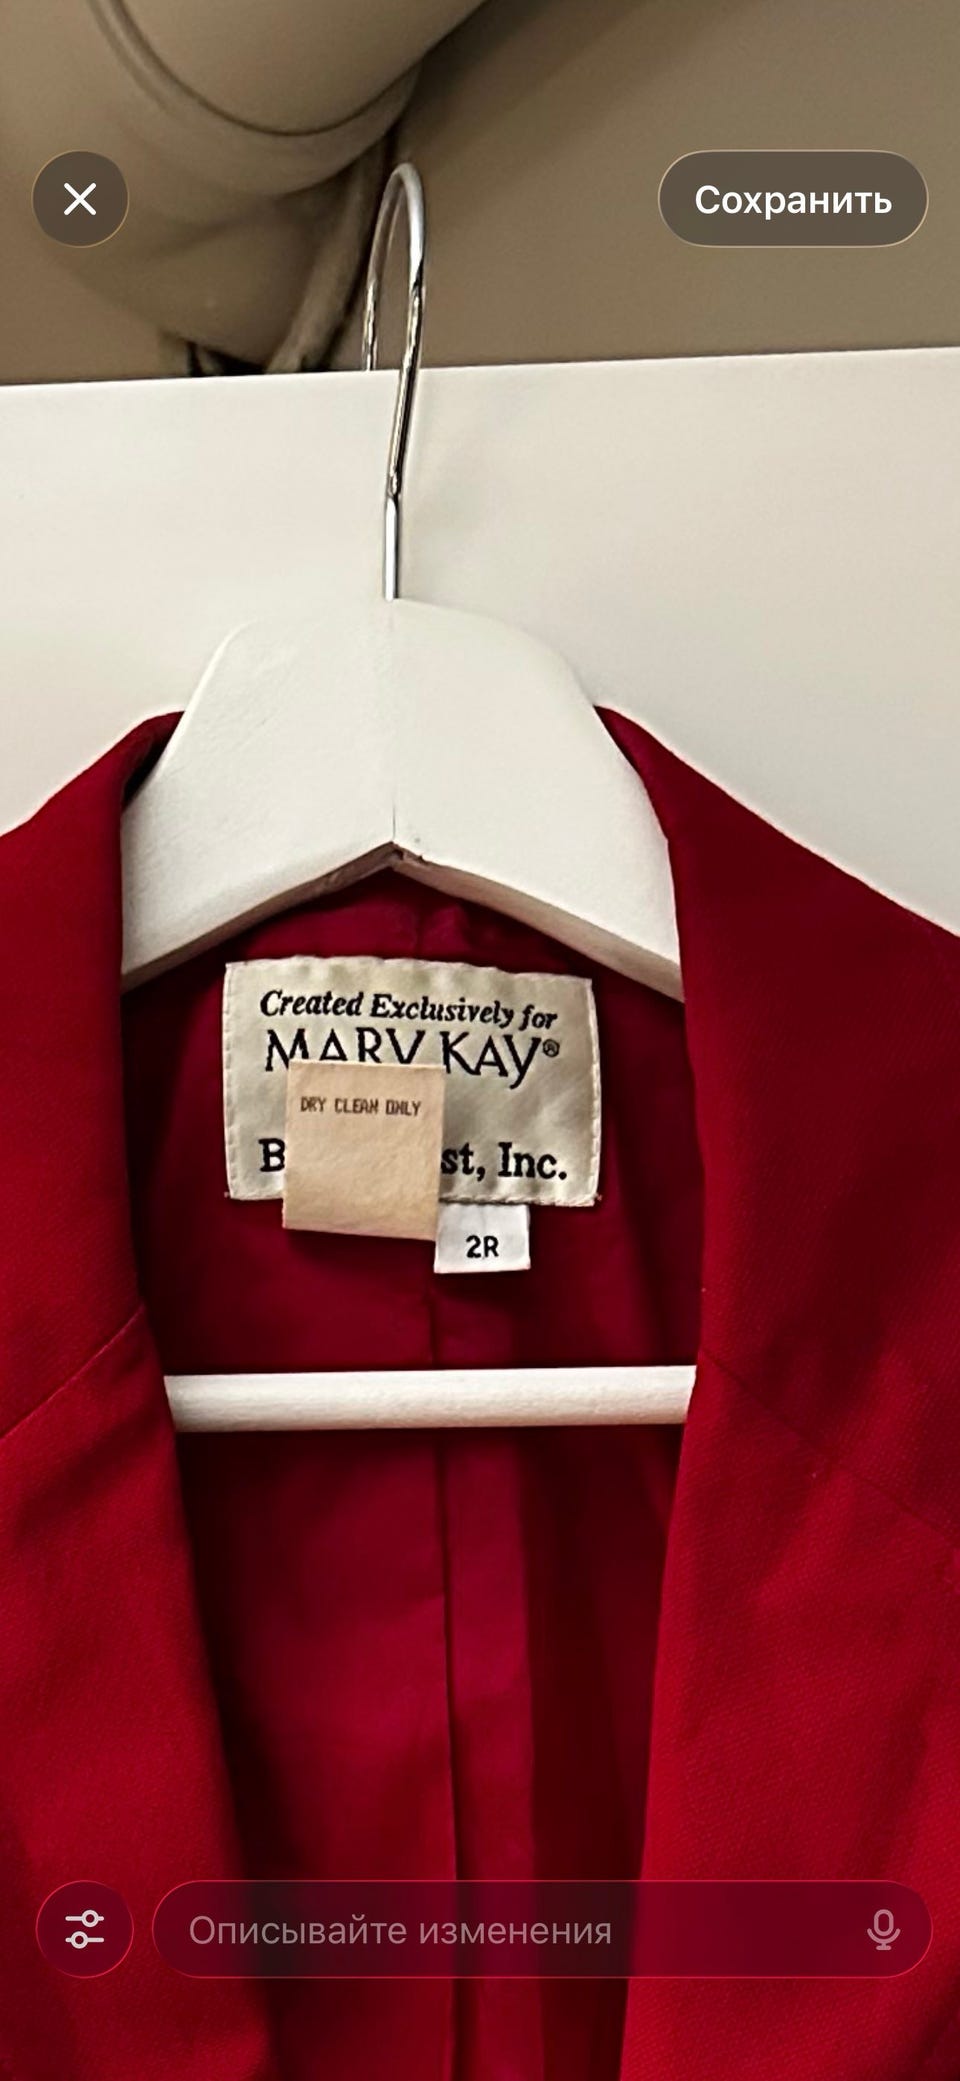 Сохранить
Created Exclusively for
MARY KAY®
DRY CLEAN ONLY
st, Inc.
2R
Описывайте изменения